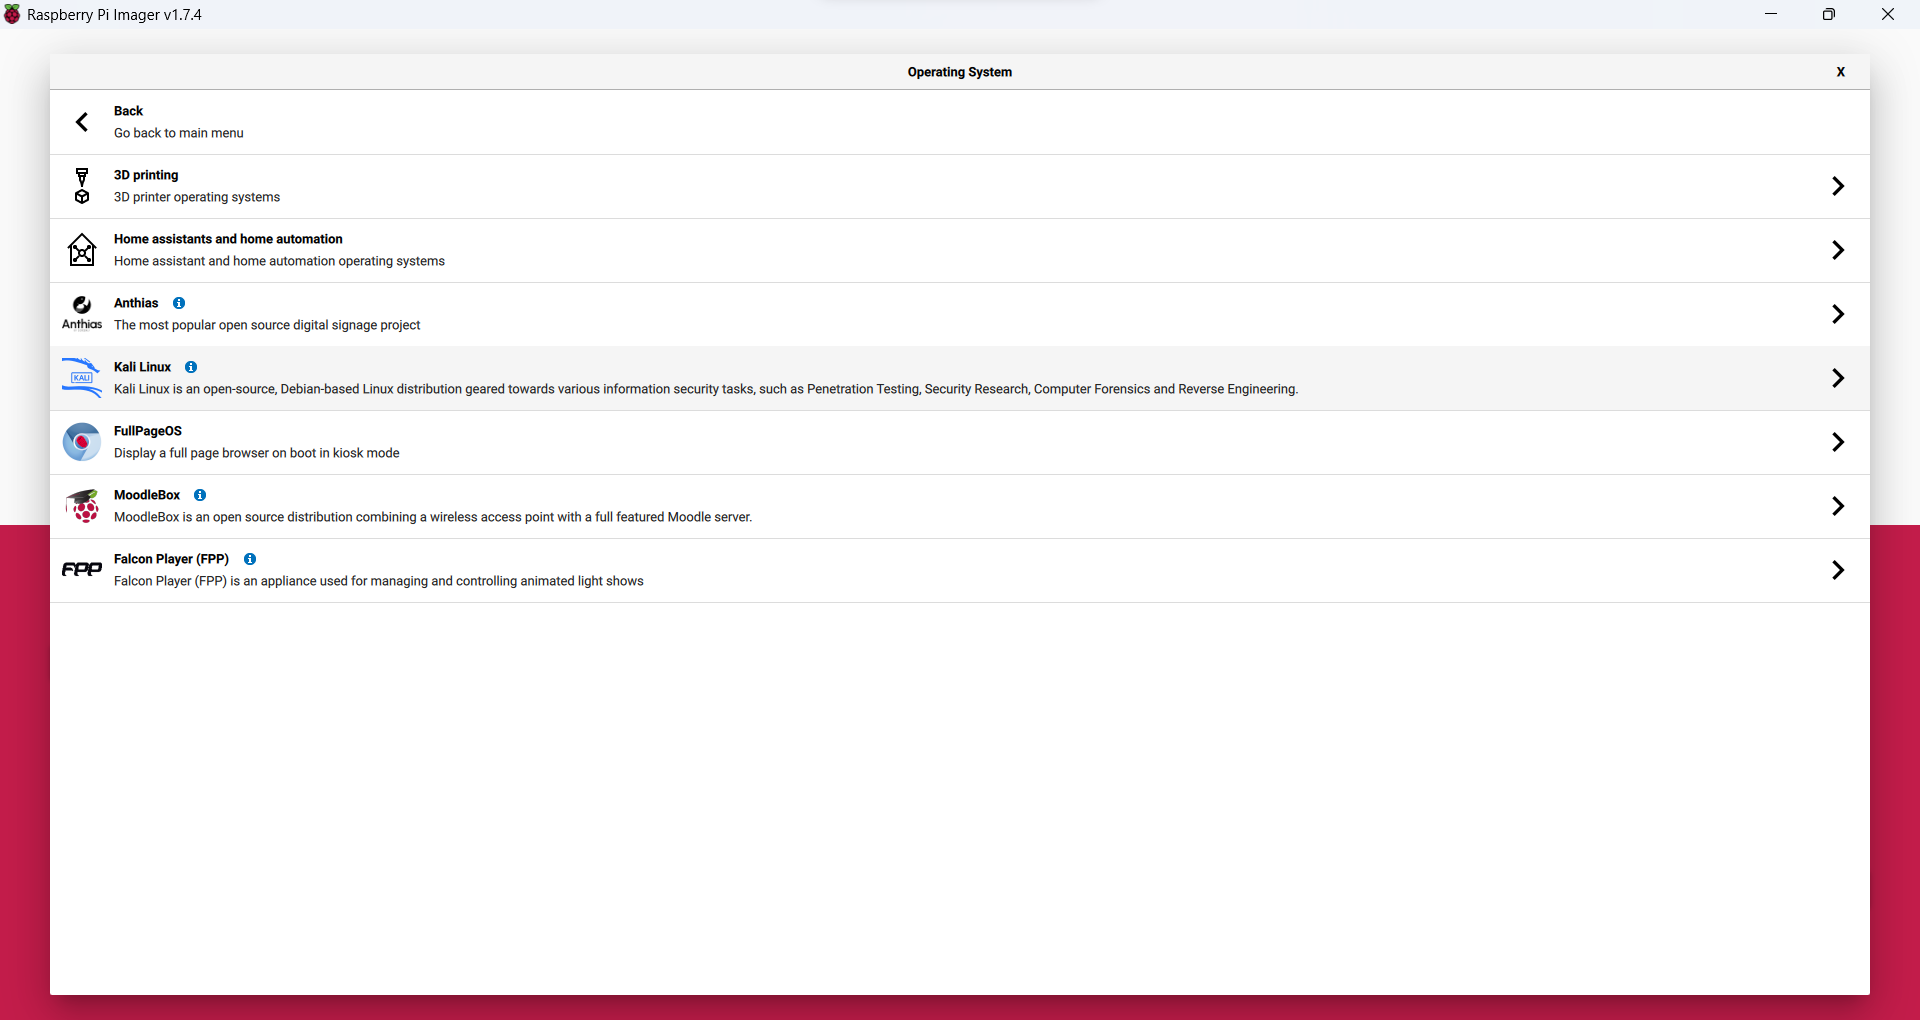 Raspberry Pi Imager v1.7.4
Operating System
X
Back
Go back to main menu
3D printing
3D printer operating systems
Home assistants and home automation
Home assistant and home automation operating systems
Anthias
Anthias
The most popular open source digital signage project
KALI
Kali Linux
Kali Linux is an open-source, Debian-based Linux distribution geared towards various information security tasks, such as Penetration Testing, Security Research, Computer Forensics and Reverse Engineering.
FullPageOS
Display a full page browser on boot in kiosk mode
MoodleBox
MoodleBox is an open source distribution combining a wireless access point with a full featured Moodle server.
FPP
Falcon Player (FPP)
Falcon Player (FPP) is an appliance used for managing and controlling animated light shows